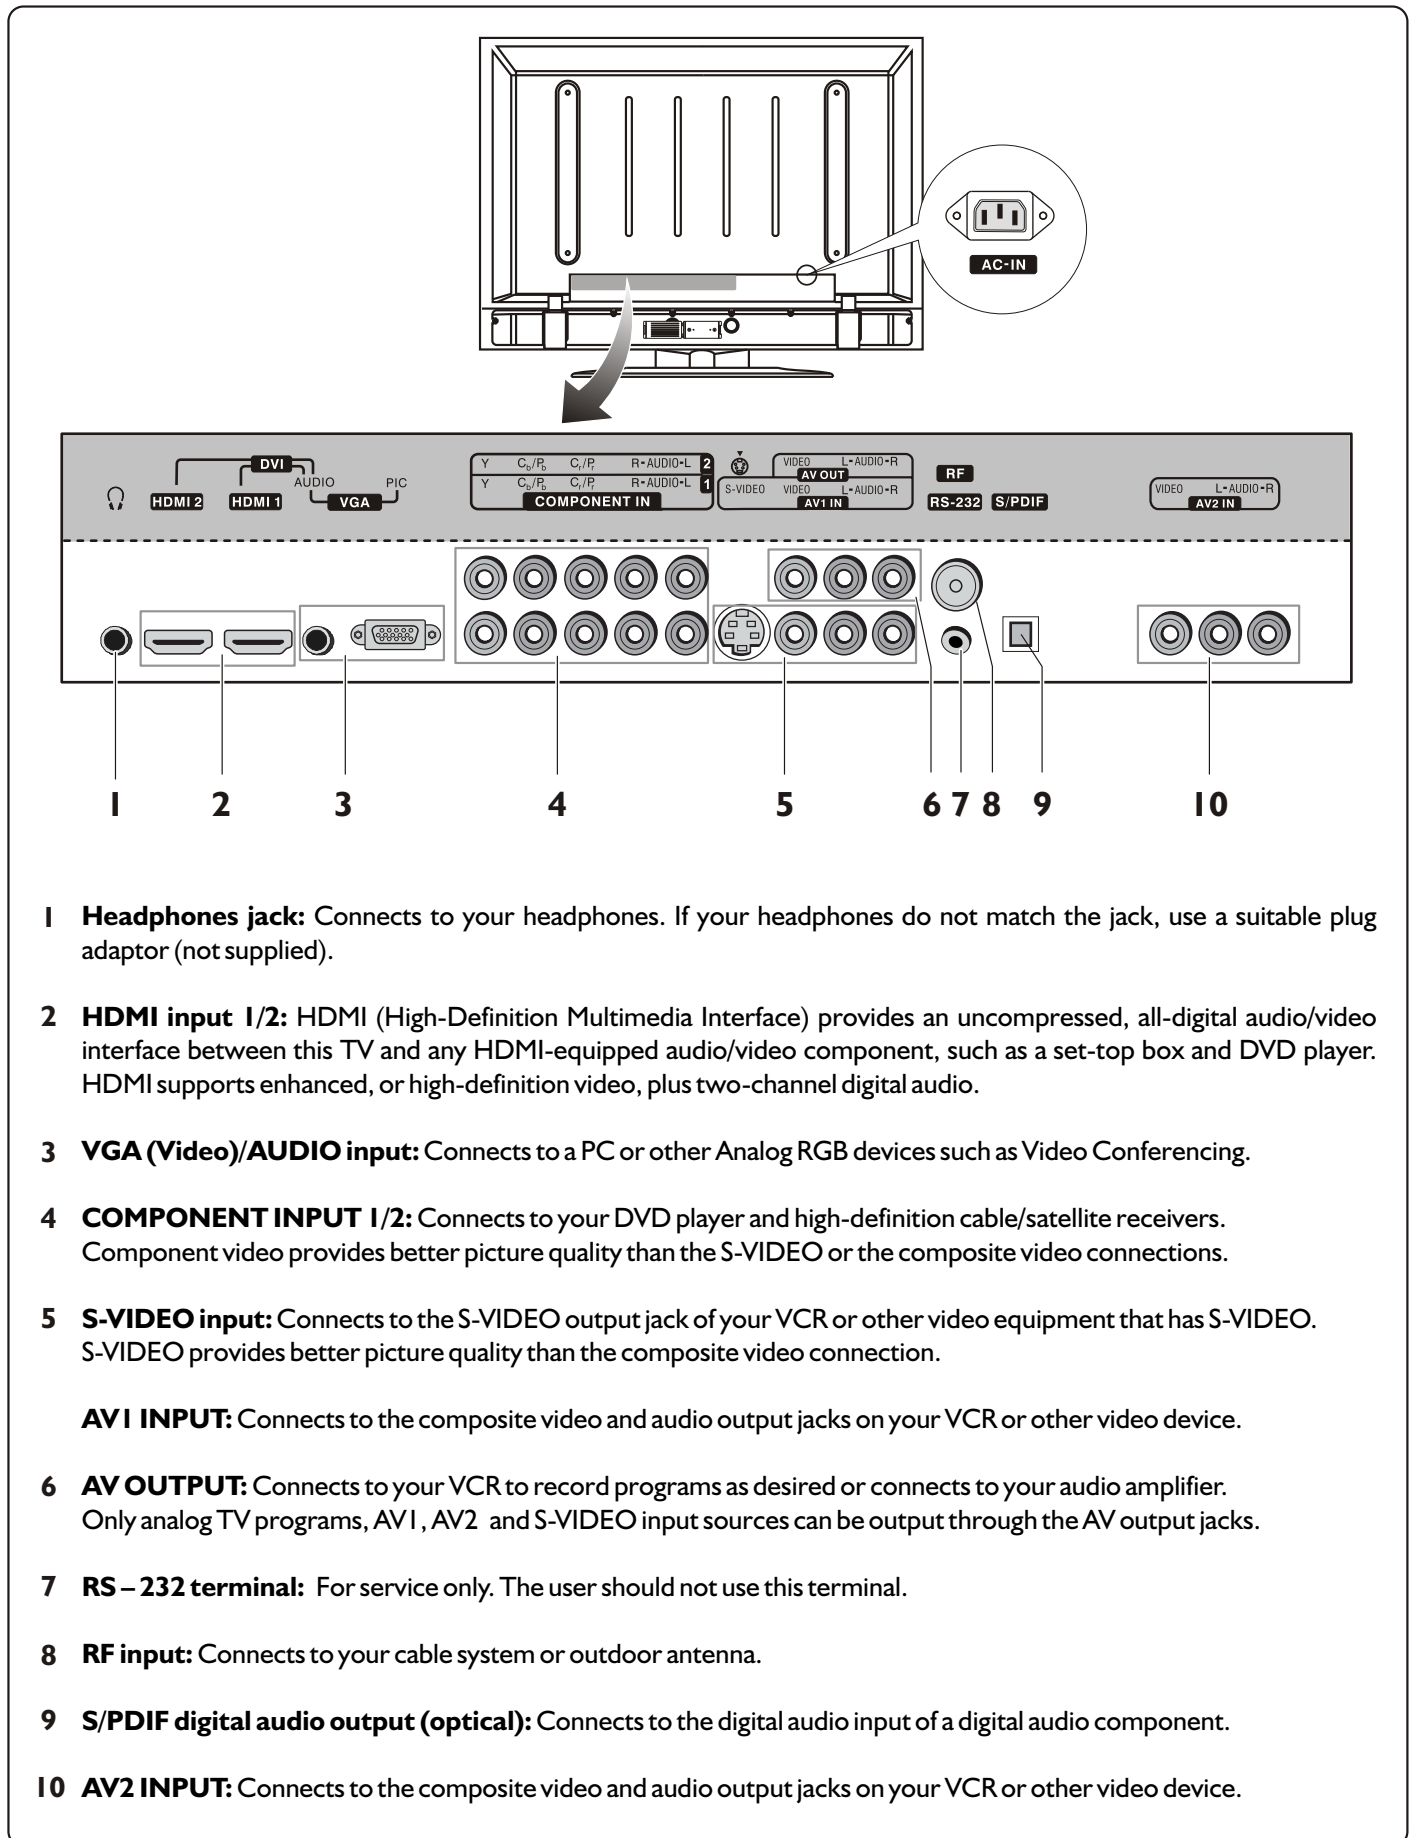 AC-IN
DVI
AUDIO PIC
HDMI 2 HDMI 1 VGA
Y Cb/Pb Cr/Pr R-AUDIO-L 2
Y Cb/Pb Cr/Pr R-AUDIO-L 1
COMPONENT IN
VIDEO L-AUDIO-R
AV OUT
S-VIDEO VIDEO L-AUDIO-R
AV1 IN
RF
RS-232 S/PDIF
VIDEO L-AUDIO-R
AV2 IN
1 2 3 4 5 6 7 8 9 10
1 Headphones jack: Connects to your headphones. If your headphones do not match the jack, use a suitable plug
adaptor (not supplied).
2 HDMI input 1/2: HDMI (High-Definition Multimedia Interface) provides an uncompressed, all-digital audio/video
interface between this TV and any HDMI-equipped audio/video component, such as a set-top box and DVD player.
HDMI supports enhanced, or high-definition video, plus two-channel digital audio.
3 VGA (Video)/AUDIO input: Connects to a PC or other Analog RGB devices such as Video Conferencing.
4 COMPONENT INPUT 1/2: Connects to your DVD player and high-definition cable/satellite receivers.
Component video provides better picture quality than the S-VIDEO or the composite video connections.
5 S-VIDEO input: Connects to the S-VIDEO output jack of your VCR or other video equipment that has S-VIDEO.
S-VIDEO provides better picture quality than the composite video connection.
AV1 INPUT: Connects to the composite video and audio output jacks on your VCR or other video device.
6 AV OUTPUT: Connects to your VCR to record programs as desired or connects to your audio amplifier.
Only analog TV programs, AV1, AV2 and S-VIDEO input sources can be output through the AV output jacks.
7 RS – 232 terminal: For service only. The user should not use this terminal.
8 RF input: Connects to your cable system or outdoor antenna.
9 S/PDIF digital audio output (optical): Connects to the digital audio input of a digital audio component.
10 AV2 INPUT: Connects to the composite video and audio output jacks on your VCR or other video device.